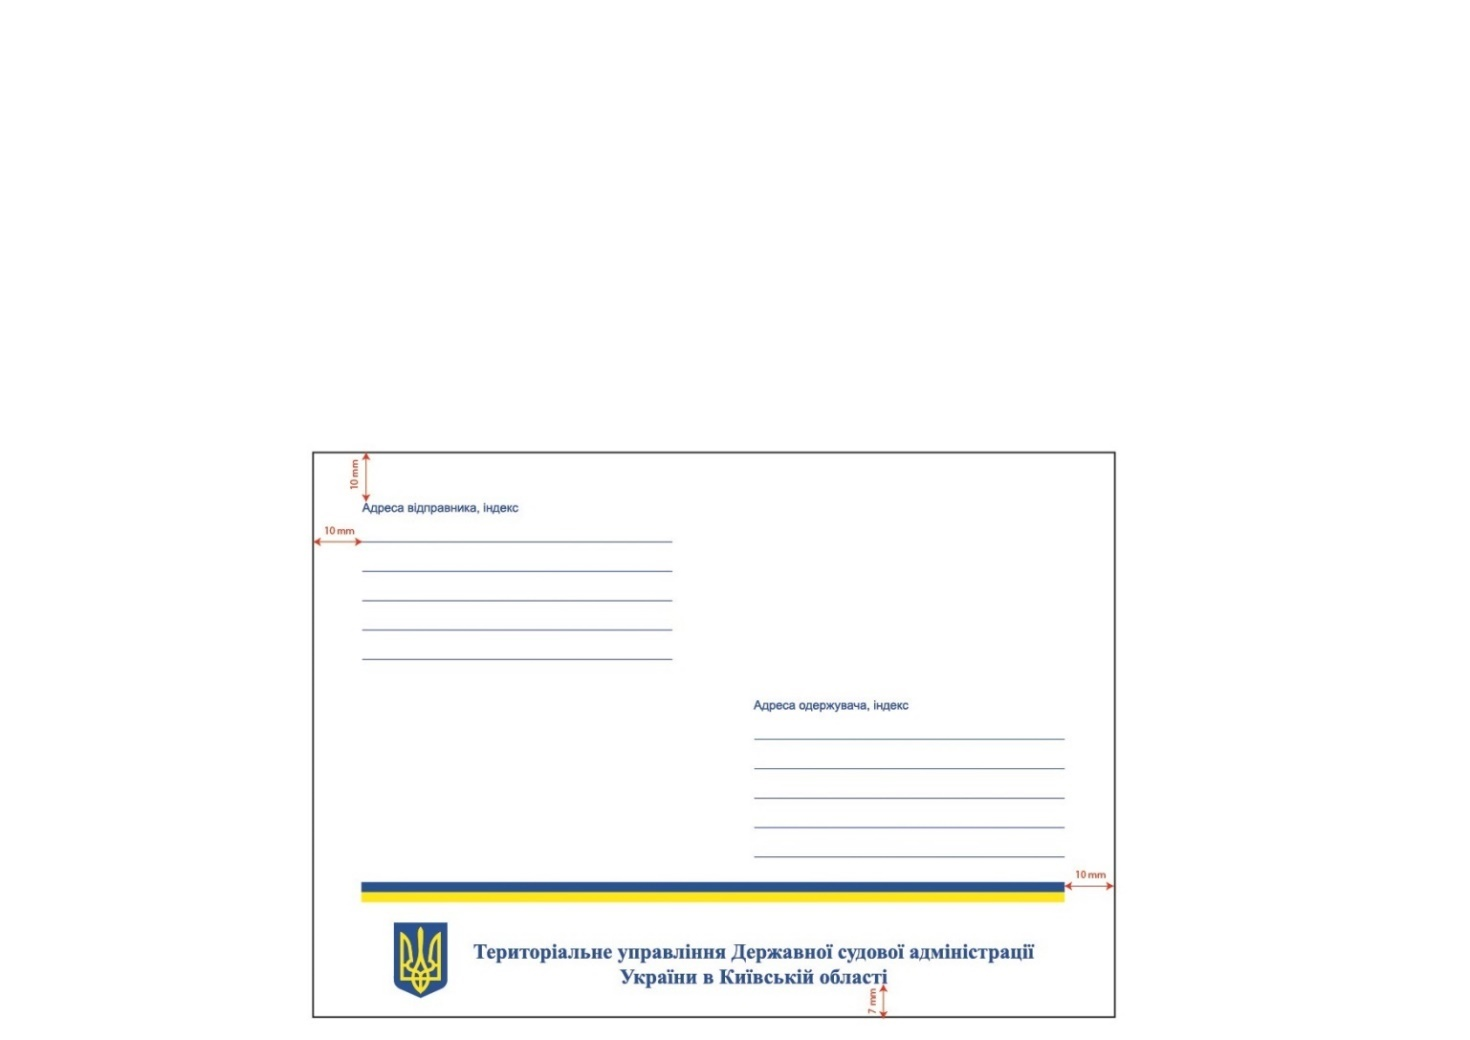 10 mm
Адреса відправника, індекс
10 mm
Адреса одержувача, індекс
10 mm
Територіальне управління Державної судової адміністрації
України в Київській області
7 mm